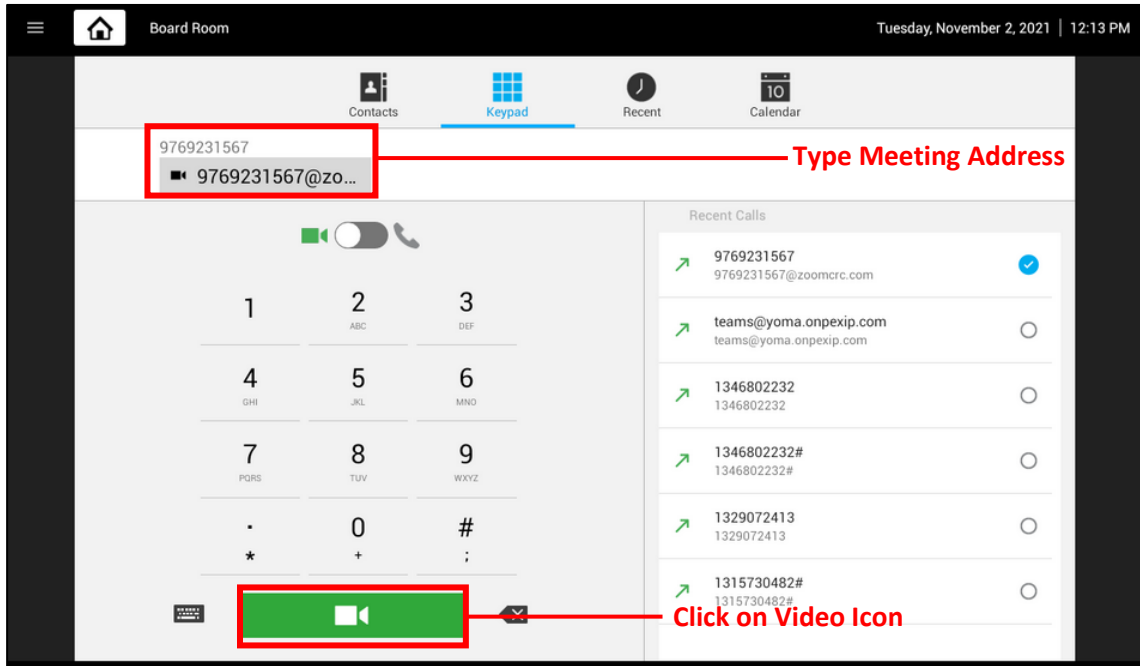 Board Room
Tuesday, November 2, 2021 | 12:13 PM
Contacts
Keypad
Recent
10
Calendar
9769231567
9769231567@zo...
Type Meeting Address
1
2
ABC
3
DEF
4
GHI
5
JKL
6
MNO
7
PQRS
8
TUV
9
WXYZ
.
*
0
+
#
;
Recent Calls
9769231567
9769231567@zoomcrc.com
teams@yoma.onpexip.com
teams@yoma.onpexip.com
1346802232
1346802232
1346802232#
1346802232#
1329072413
1329072413
1315730482#
1315730482#
Click on Video Icon